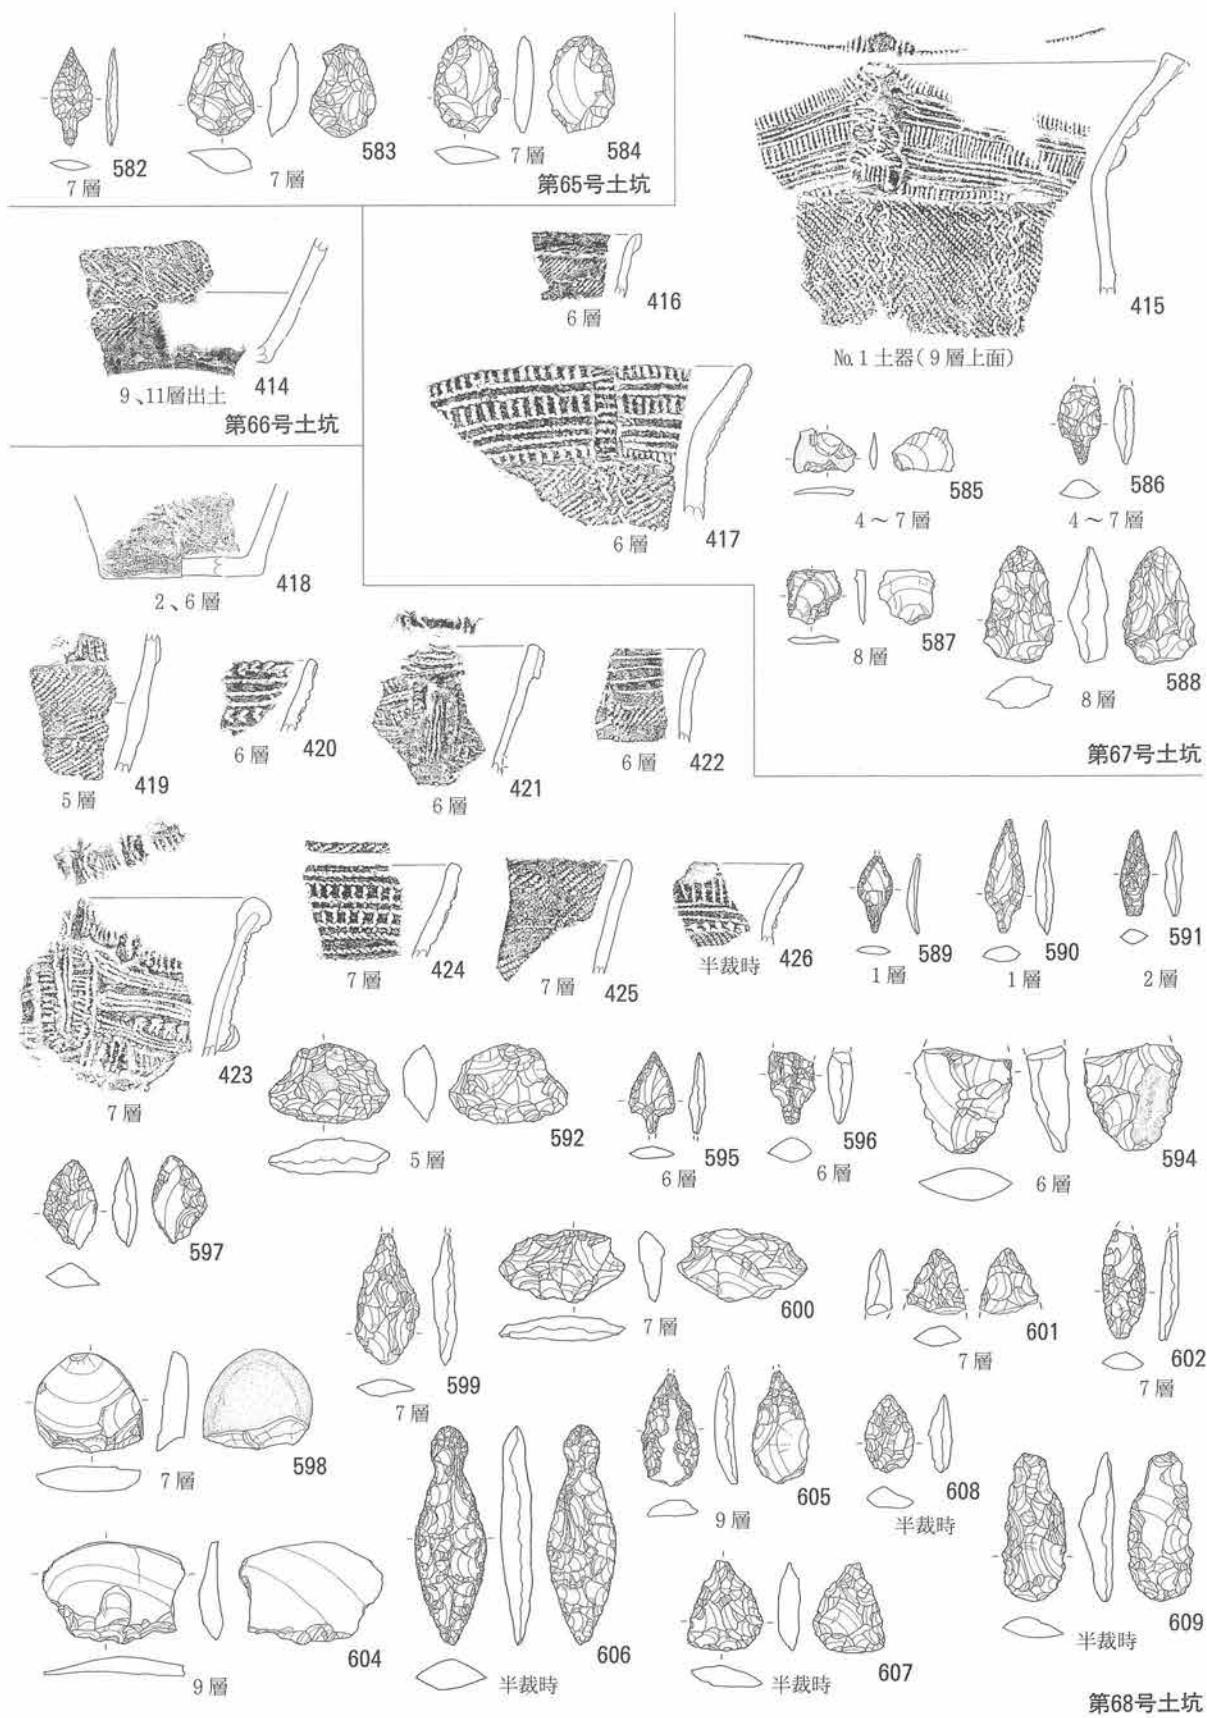 582
7層
583
7層
584
7層
第65号土坑
414
9、11層出土
第66号土坑
416
6層
415
No.1土器(9層上面)
417
6層
585
4～7層
586
4～7層
587
8層
588
8層
第67号土坑
418
2、6層
419
5層
420
6層
421
6層
422
6層
423
7層
424
7層
425
7層
426
半裁時
589
1層
590
1層
591
2層
592
5層
595
6層
596
6層
594
6層
597
599
7層
600
7層
601
7層
602
7層
598
7層
605
9層
608
半裁時
609
半裁時
604
9層
606
半裁時
607
半裁時
第68号土坑